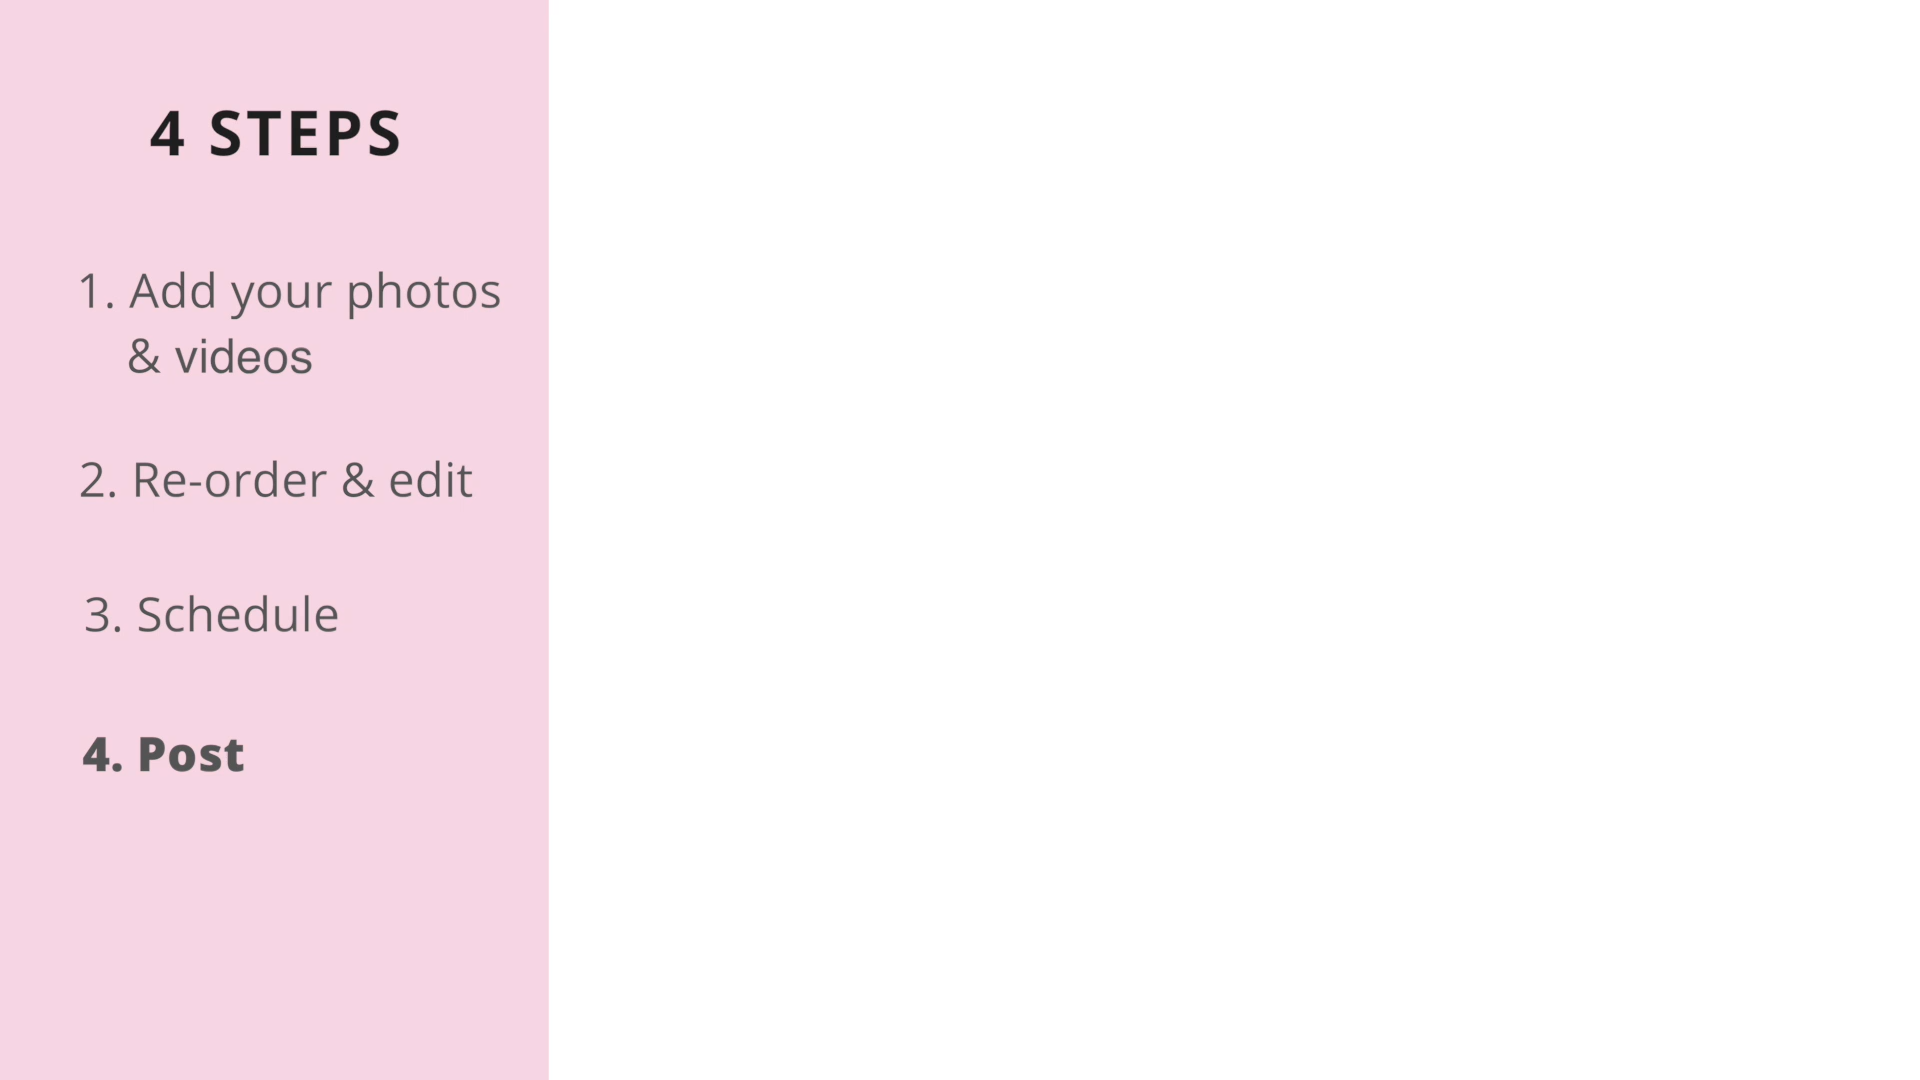 4 STEPS
1. Add your photos
& videos
2. Re-order & edit
3. Schedule
4. Post